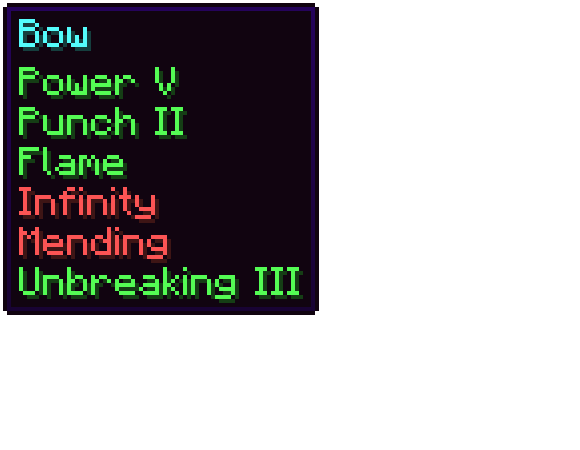 Bow
Power V
Punch II
Flame
Infinity
Mending
Unbreaking III